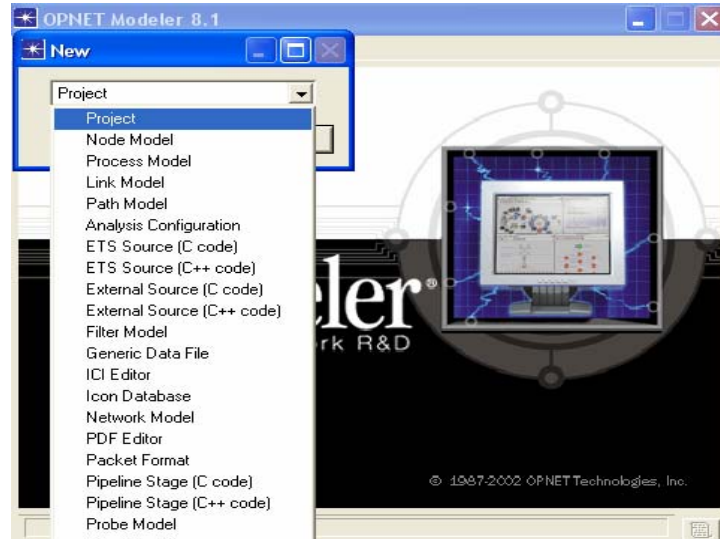 OPNET Modeler 8.1
New
Project
Project
Node Model
Process Model
Link Model
Path Model
Analysis Configuration
ETS Source (C code)
ETS Source (C++ code)
External Source (C code)
External Source (C++ code)
Filter Model
Generic Data File
ICI Editor
Icon Database
Network Model
PDF Editor
Packet Format
Pipeline Stage (C code)
Pipeline Stage (C++ code)
Probe Model
ler®
rk R&D
© 1987-2002 OPNET Technologies, Inc.